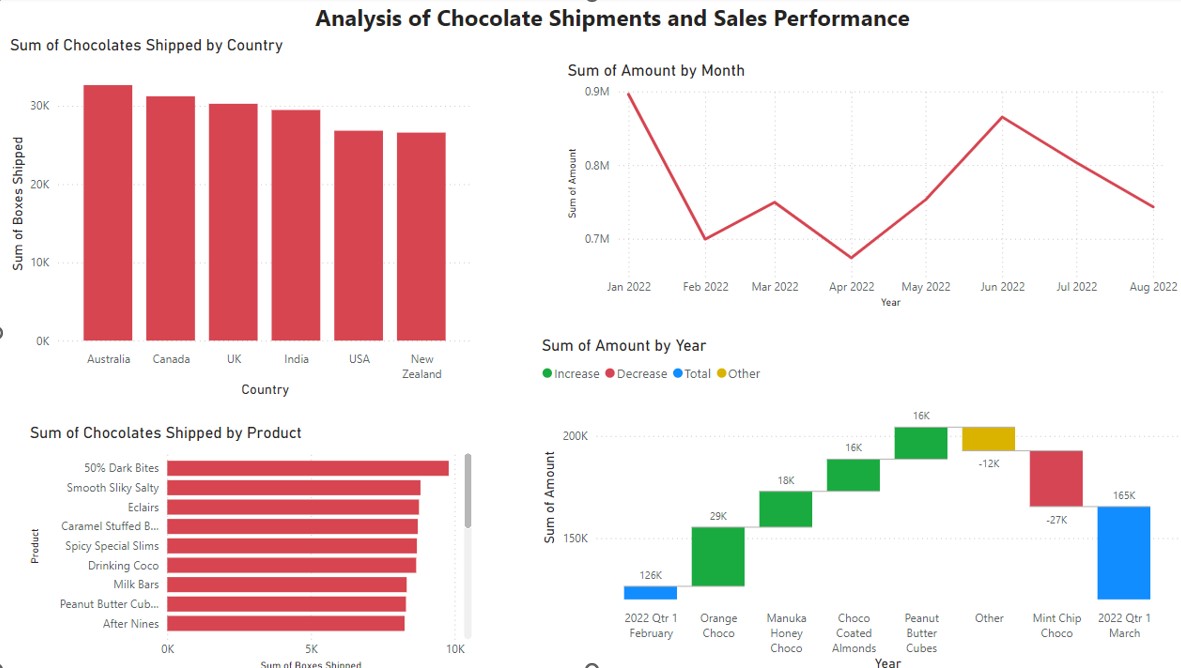 Analysis of Chocolate Shipments and Sales Performance
Sum of Chocolates Shipped by Country
Sum of Boxes Shipped
30K
20K
10K
0K
Australia
Canada
UK
India
USA
New
Zealand
Country
Sum of Amount by Month
Sum of Amount
0.9M
0.8M
0.7M
Jan 2022
Feb 2022
Mar 2022
Apr 2022
May 2022
Jun 2022
Jul 2022
Aug 2022
Year
Sum of Chocolates Shipped by Product
Product
50% Dark Bites
Smooth Sliky Salty
Eclairs
Caramel Stuffed B...
Spicy Special Slims
Drinking Coco
Milk Bars
Peanut Butter Cub...
After Nines
0K
5K
10K
Sum of Boxes Shipped
Sum of Amount by Year
Increase
Decrease
Total
Other
Sum of Amount
200K
150K
126K
29K
18K
16K
16K
-12K
-27K
165K
2022 Qtr 1
February
Orange
Choco
Manuka
Honey
Choco
Choco
Coated
Almonds
Peanut
Butter
Cubes
Other
Mint Chip
Choco
2022 Qtr 1
March
Year